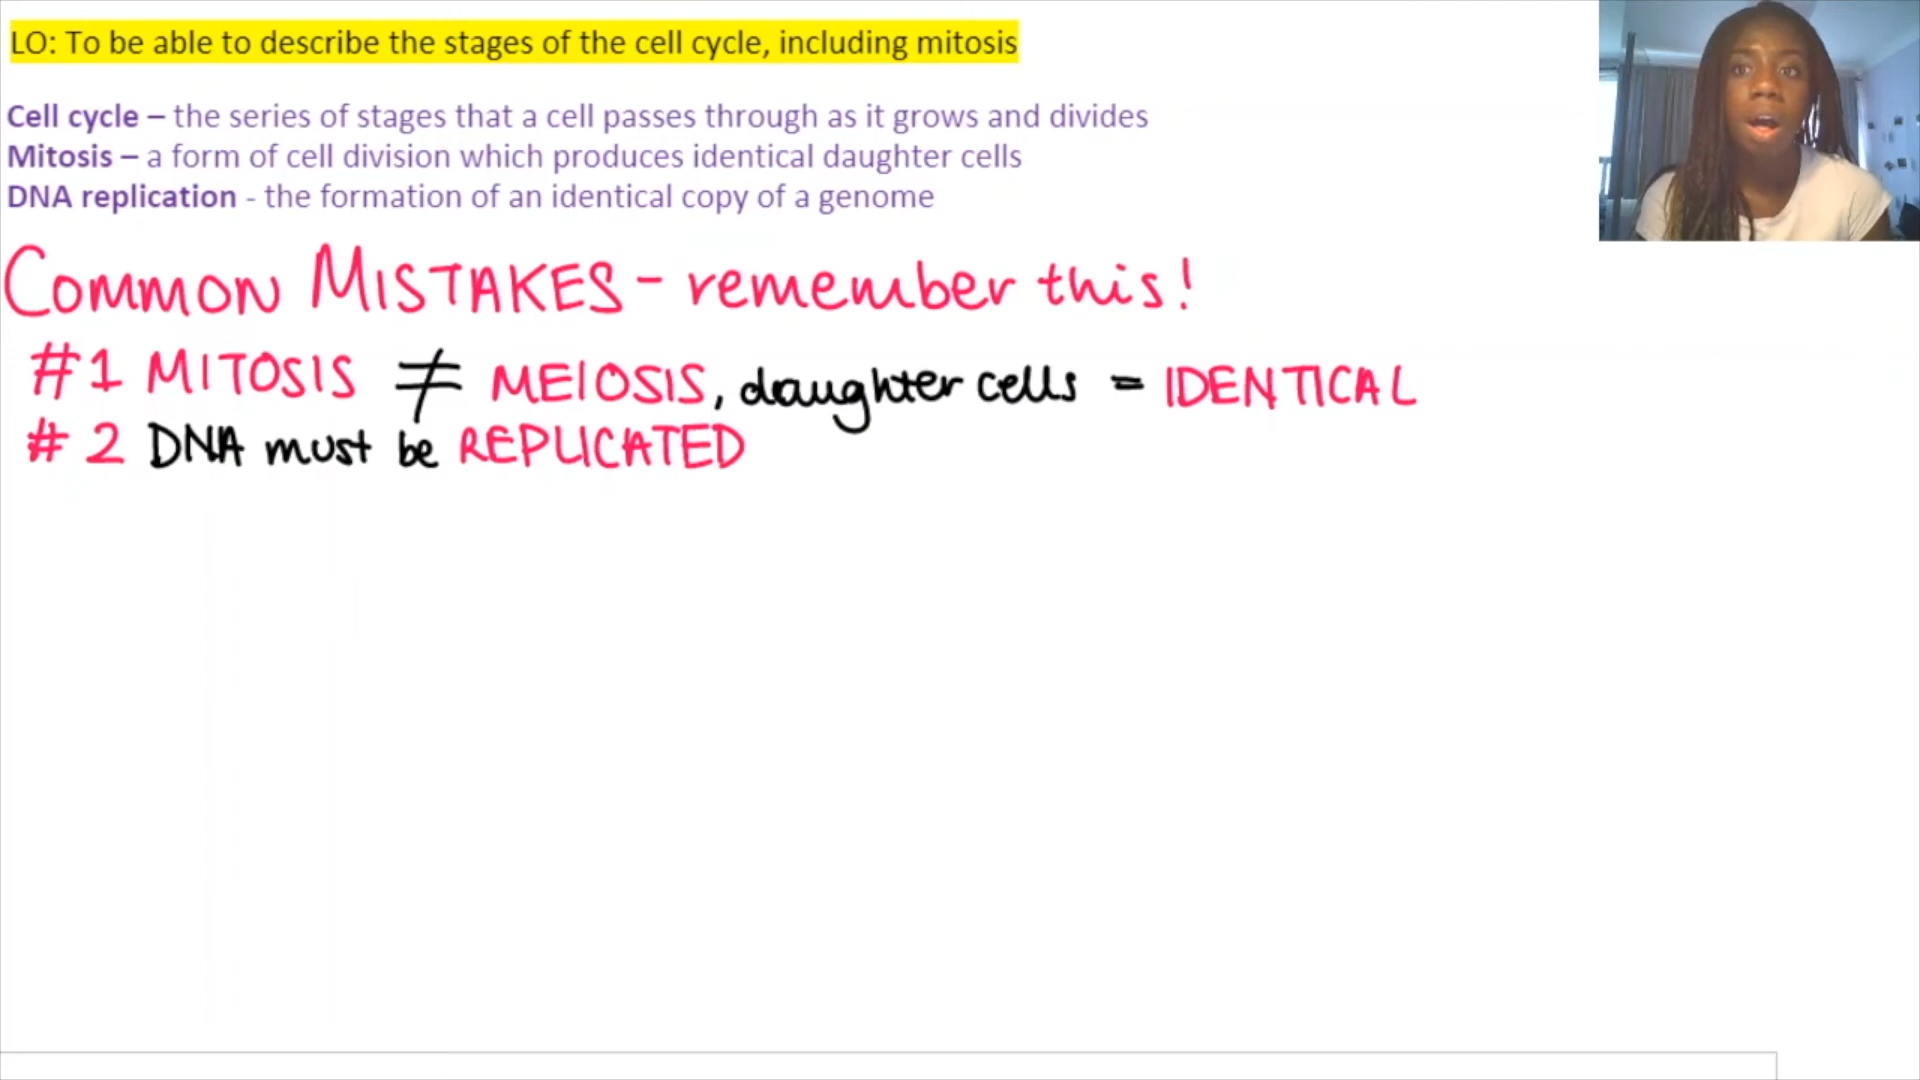 LO: To be able to describe the stages of the cell cycle, including mitosis
Cell cycle – the series of stages that a cell passes through as it grows and divides
Mitosis – a form of cell division which produces identical daughter cells
DNA replication - the formation of an identical copy of a genome
COMMON MISTAKES - remember this!
#1 MITOSIS ≠ MEIOSIS, daughter cells = IDENTICAL
#2 DNA must be REPLICATED